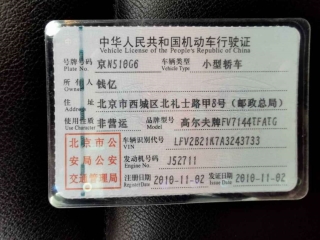 中华人民共和国机动车行驶证
Vehicle License of the People's Republic of China
号牌号码 京N510G6 车辆类型 小型轿车
Plate No. Vehicle Type
所有人 钱亿
Owner
住址 北京市西城区北礼士路甲8号(邮政总局)
Address
使用性质 非营运 品牌型号 高尔夫牌FV7144TFATG
Use Character Model
北京市公安局公安交通管理局
车辆识别代号 LFV2B21K7A3243733
VIN
发动机号码 J52711
Engine No.
注册日期 2010-11-02 发证日期 2010-11-02
Register Date Issue Date